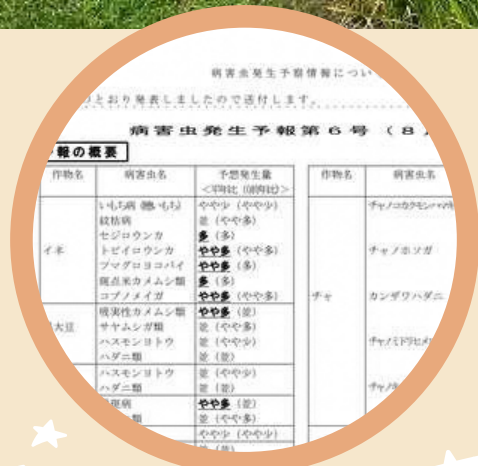 病害虫発生予察情報につい
とおり発表しましたので送付します。
病害虫発生予報第6号（8
報の概要
作物名 病害虫名 予想発生量 作物名 病害虫名
＜平年比（前年比）＞
いもち病（穂いもち） やや少（やや少）
紋枯病 並（やや多）
セジロウンカ 多（多）
イネ トビイロウンカ やや多（やや多） チャノホソガ
ツマグロヨコバイ やや多（多）
斑点米カメムシ類 多（多）
コブノメイガ やや多（やや多） チャ カンザワハダニ
吸実性カメムシ類 やや多（並）
大豆 サヤムシガ類 並（やや多）
ハスモンヨトウ 並（やや少）
ハダニ類 並（並）
ハスモンヨトウ 並（やや少）
ハダニ類 並（並）
やや多（並）
類 並（やや多）
やや少（やや少）